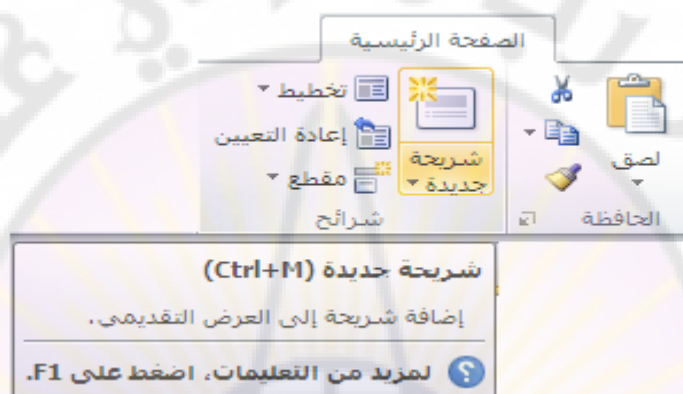 الصفحة الرئيسية
لصق
الحافظة
شريحة
جديدة
تخطيط
إعادة التعيين
مقطع
شرائح
شريحة جديدة (Ctrl+M)
إضافة شريحة إلى العرض التقديمي.
لمزيد من التعليمات، اضغط على F1.